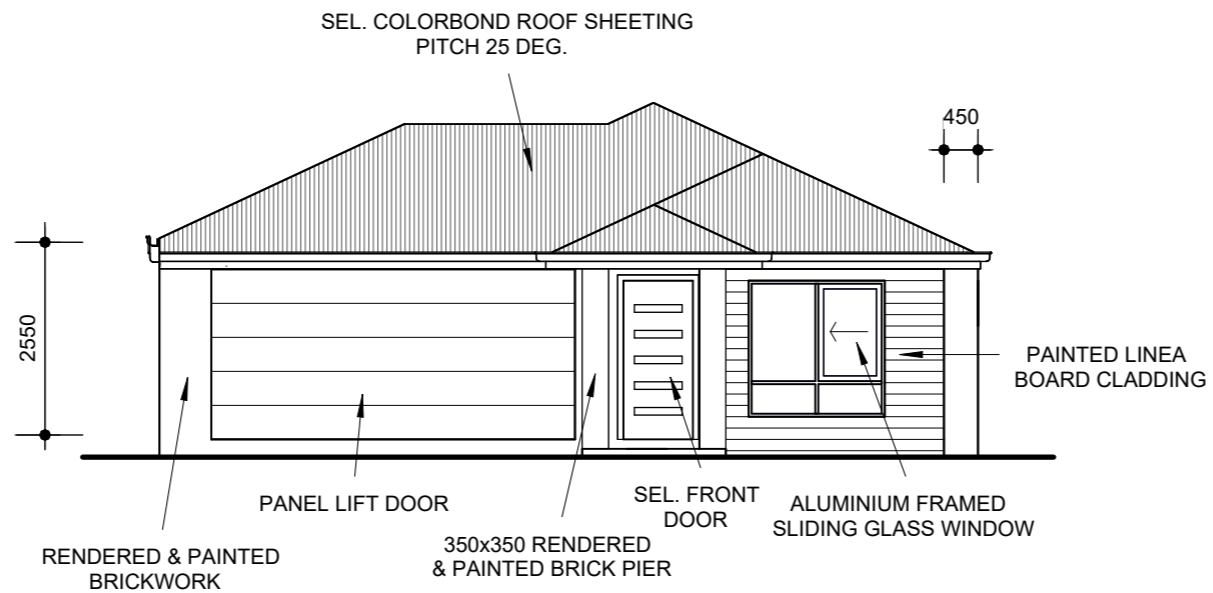 SEL. COLORBOND ROOF SHEETING
PITCH 25 DEG.
450
2550
PAINTED LINEA
BOARD CLADDING
PANEL LIFT DOOR
SEL. FRONT
DOOR
ALUMINIUM FRAMED
SLIDING GLASS WINDOW
RENDERED & PAINTED
BRICKWORK
350x350 RENDERED
& PAINTED BRICK PIER